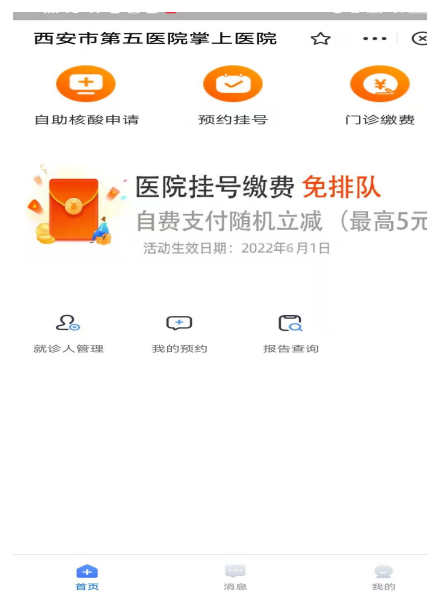 西安市第五医院掌上医院
自助核酸申请 预约挂号 门诊缴费
医院挂号缴费 免排队
自费支付随机立减（最高5元
活动生效日期：2022年6月1日
就诊人管理 我的预约 报告查询
首页 消息 我的